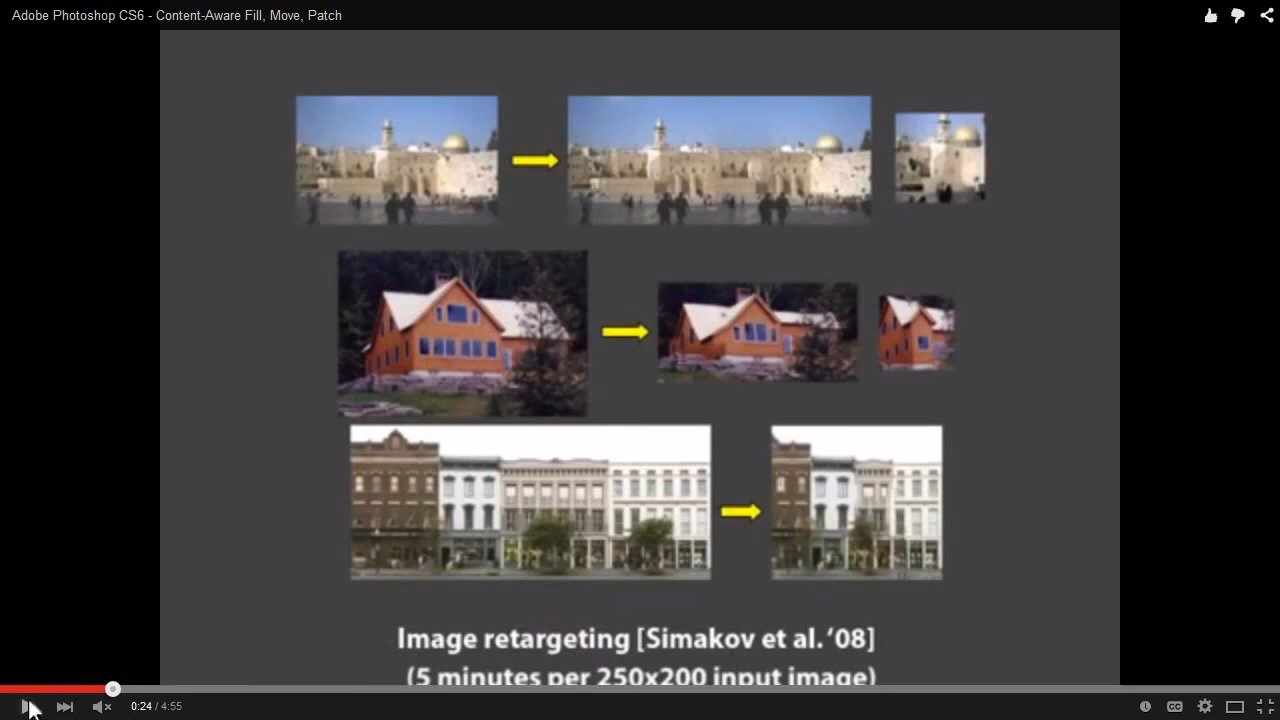 Adobe Photoshop CS6 - Content-Aware Fill, Move, Patch
Image retargeting [Simakov et al. ‘08]
(5 minutes per 250x200 input image)
0:24 / 4:55
CC